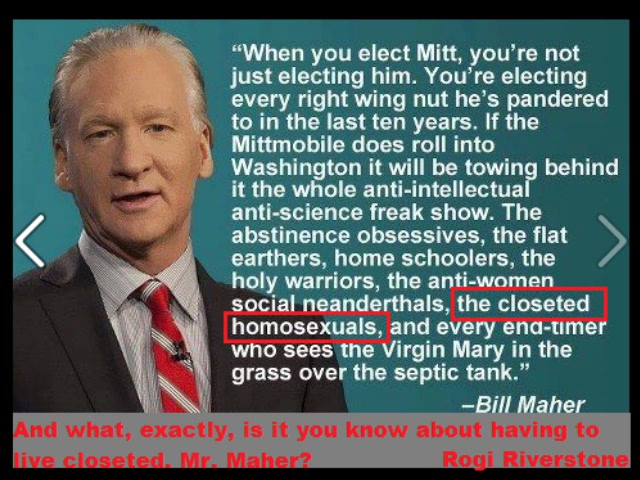 “When you elect Mitt, you’re not
just electing him. You’re electing
every right wing nut he’s pandered
to in the last ten years. If the
Mittmobile does roll into
Washington it will be towing behind
it the whole anti-intellectual
anti-science freak show. The
abstinence obsessives, the flat
earthers, home schoolers, the
holy warriors, the anti-women
social neanderthals, the closeted
homosexuals, and every end-timer
who sees the Virgin Mary in the
grass over the septic tank.”
–Bill Maher
And what, exactly, is it you know about having to
live closeted, Mr. Maher? Rogi Riverstone